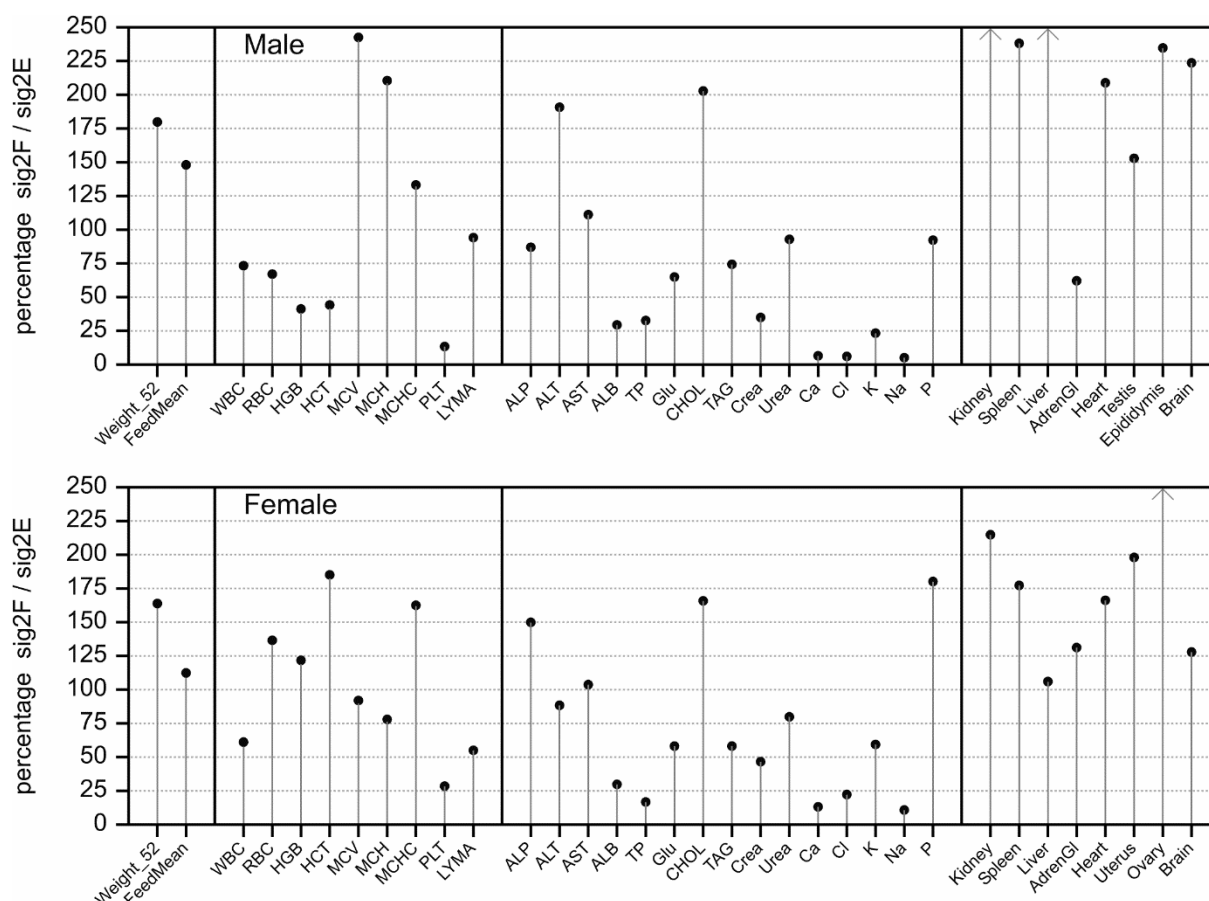 Male
percentage sig2F / sig2E
250
225
200
175
150
125
100
75
50
25
0
Weight_52
FeedMean
WBC
RBC
HGB
HCT
MCV
MCH
MCHC
PLT
LYMA
ALP
ALT
AST
ALB
TP
Glu
CHOL
TAG
Crea
Urea
Ca
Cl
K
Na
P
Kidney
Spleen
Liver
AdrenGl
Heart
Testis
Epididymis
Brain
Female
percentage sig2F / sig2E
250
225
200
175
150
125
100
75
50
25
0
Weight_52
FeedMean
WBC
RBC
HGB
HCT
MCV
MCH
MCHC
PLT
LYMA
ALP
ALT
AST
ALB
TP
Glu
CHOL
TAG
Crea
Urea
Ca
Cl
K
Na
P
Kidney
Spleen
Liver
AdrenGl
Heart
Uterus
Ovary
Brain